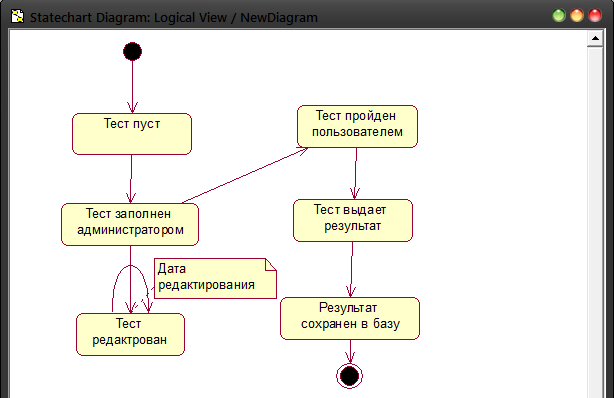 Statechart Diagram: Logical View / NewDiagram
Тест пуст
Тест заполнен
администратором
Дата
редактирования
Тест
редактрован
Тест пройден
пользователем
Тест выдает
результат
Результат
сохранен в базу